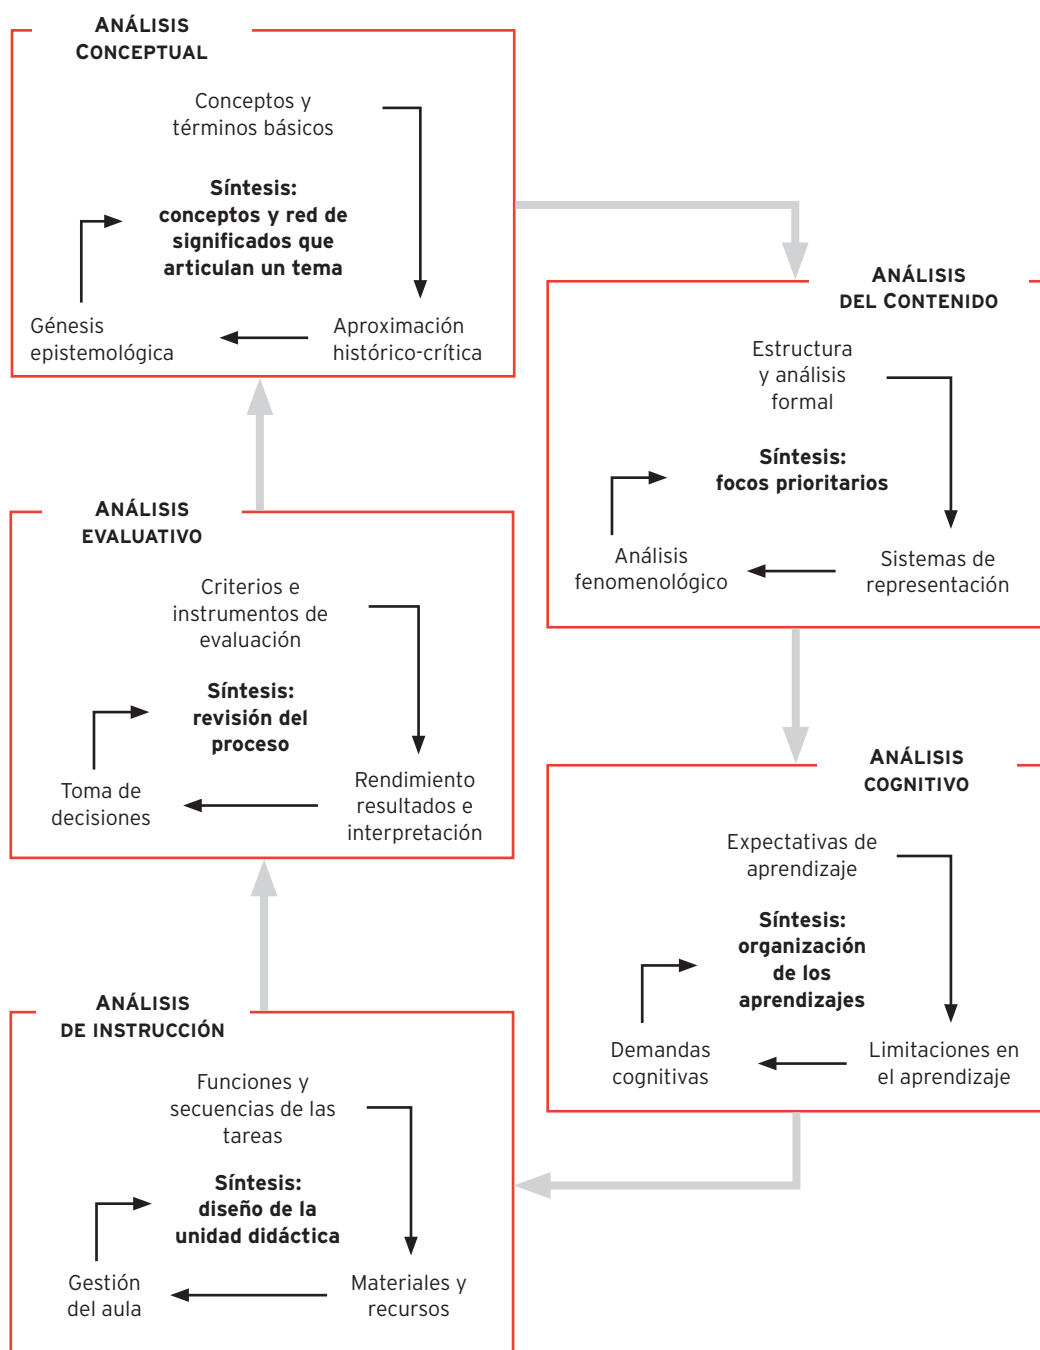 ANÁLISIS
CONCEPTUAL
Conceptos y
términos básicos
Síntesis:
conceptos y red de
significados que
articulan un tema
Génesis
epistemológica
Aproximación
histórico-crítica
ANÁLISIS
DEL CONTENIDO
Estructura
y análisis
formal
Síntesis:
focos prioritarios
Análisis
fenomenológico
Sistemas de
representación
ANÁLISIS
COGNITIVO
Expectativas de
aprendizaje
Síntesis:
organización
de los
aprendizajes
Demandas
cognitivas
Limitaciones en
el aprendizaje
ANÁLISIS
DE INSTRUCCIÓN
Funciones y
secuencias de las
tareas
Síntesis:
diseño de la
unidad didáctica
Gestión
del aula
Materiales y
recursos
ANÁLISIS
EVALUATIVO
Criterios e
instrumentos de
evaluación
Síntesis:
revisión del
proceso
Toma de
decisiones
Rendimiento
resultados e
interpretación